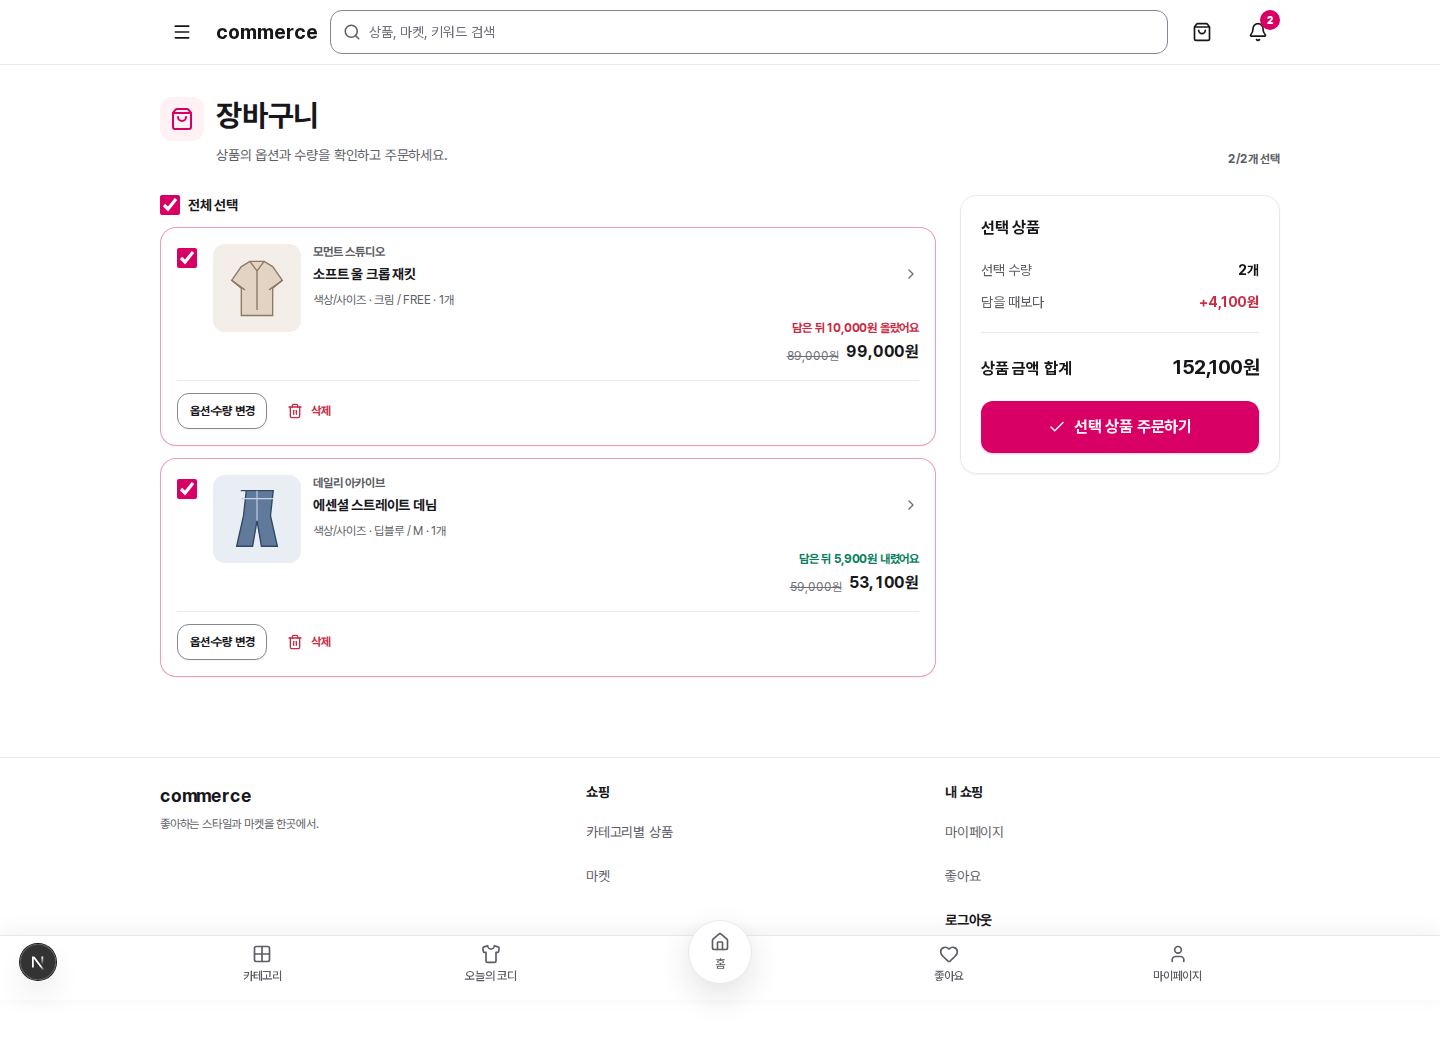 commerce
상품, 마켓, 키워드 검색
2
장바구니
상품의 옵션과 수량을 확인하고 주문하세요.
2/2개 선택
전체 선택
모먼트 스튜디오
소프트 울 크롭 재킷
색상/사이즈 · 크림 / FREE · 1개
담은 뒤 10,000원 올랐어요
89,000원 99,000원
옵션·수량 변경
삭제
데일리 아카이브
에센셜 스트레이트 데님
색상/사이즈 · 딥블루 / M · 1개
담은 뒤 5,900원 내렸어요
59,000원 53,100원
옵션·수량 변경
삭제
선택 상품
선택 수량 2개
담을 때보다 +4,100원
상품 금액 합계 152,100원
선택 상품 주문하기
commerce
좋아하는 스타일과 마켓을 한곳에서.
쇼핑
카테고리별 상품
마켓
내 쇼핑
마이페이지
좋아요
로그아웃
N
카테고리
오늘의 코디
홈
좋아요
마이페이지